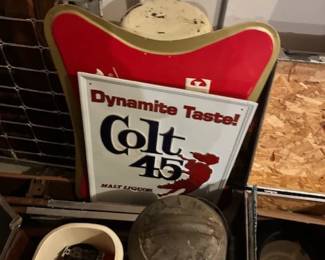 Dynamite Taste!
Colt
45
MALT LIQUOR